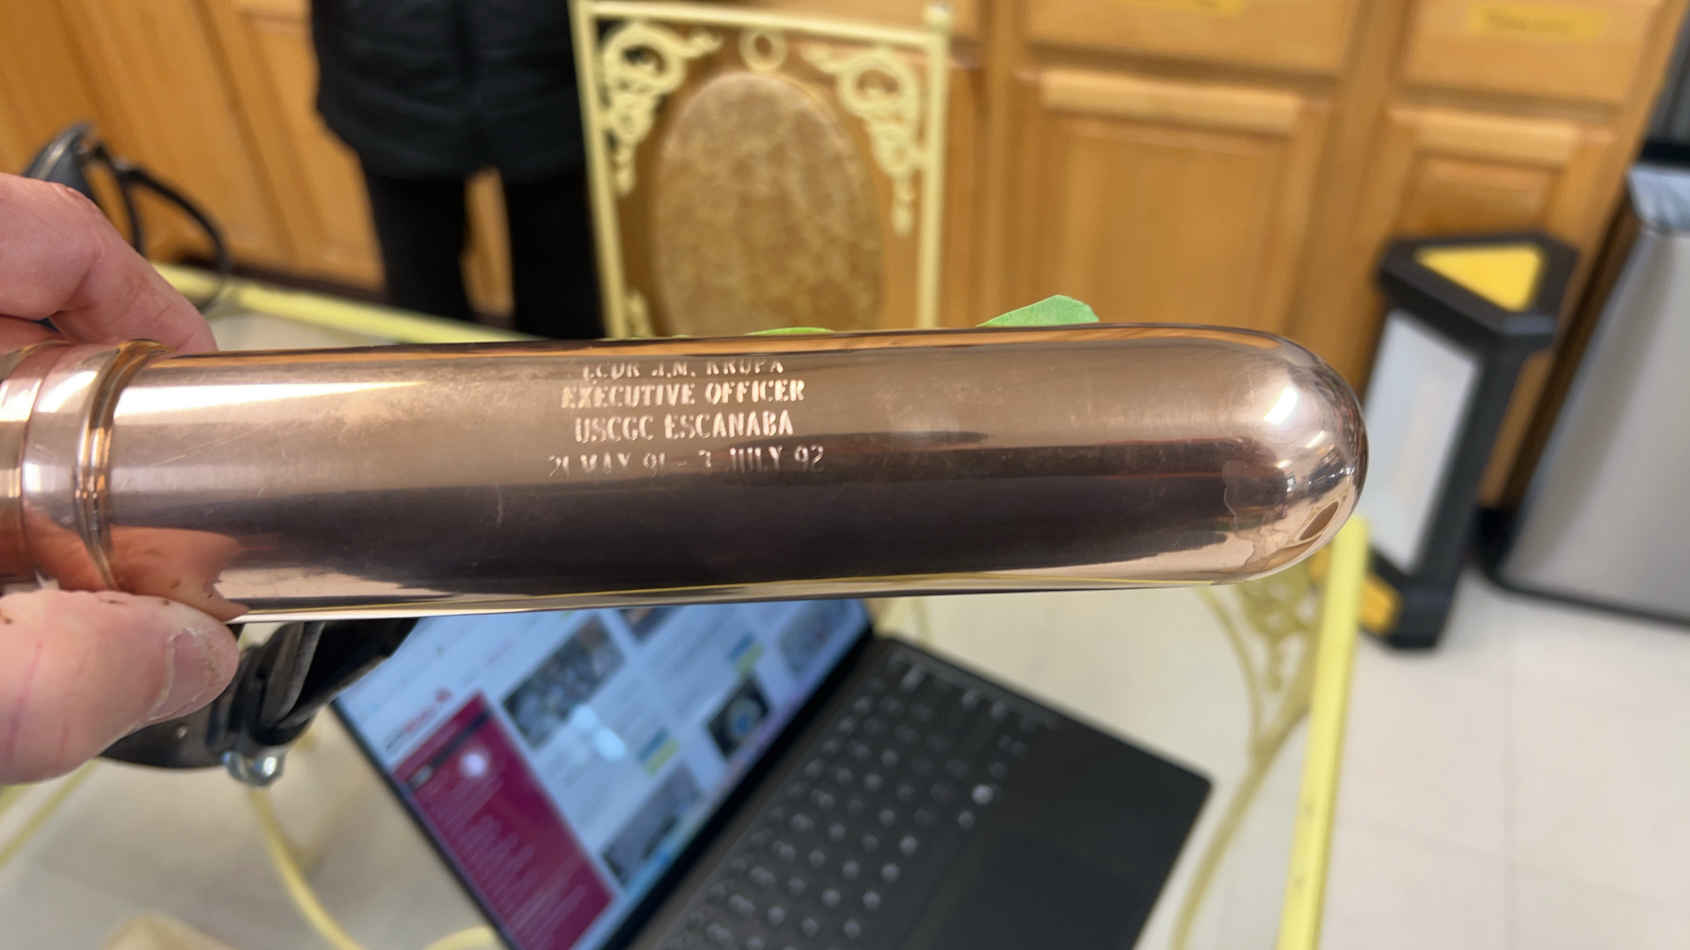 LCDR J.N. KRUPA
EXECUTIVE OFFICER
USCGC ESCANABA
21 MAY 91 - 3 JULY 92